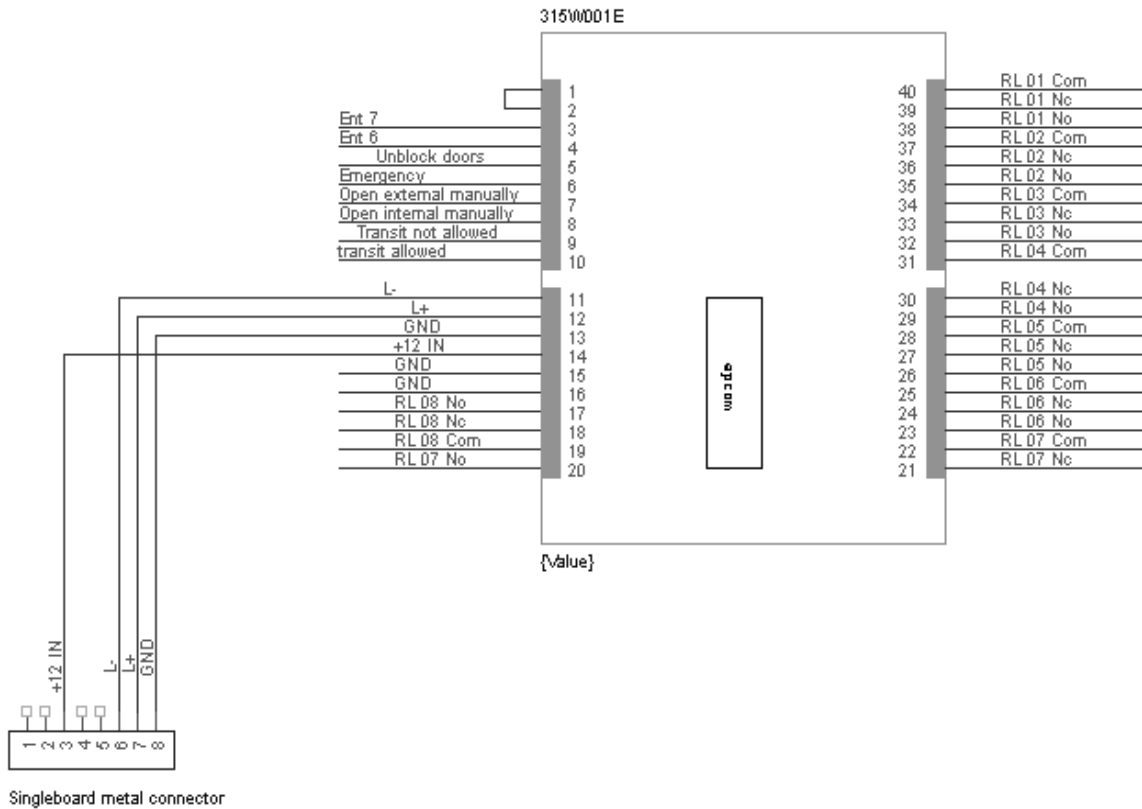 315W001E
1
2
Ent 7
3
Ent 6
4
Unblock doors
5
Emergency
6
Open external manually
7
Open internal manually
8
Transit not allowed
9
transit allowed
10
L-
11
L+
12
GND
13
+12 IN
14
GND
15
GND
16
RL 08 No
17
RL 08 Nc
18
RL 08 Com
19
RL 07 No
20
apcom
40
RL 01 Com
39
RL 01 Nc
38
RL 01 No
37
RL 02 Com
36
RL 02 Nc
35
RL 02 No
34
RL 03 Com
33
RL 03 Nc
32
RL 03 No
31
RL 04 Com
30
RL 04 Nc
29
RL 04 No
28
RL 05 Com
27
RL 05 Nc
26
RL 05 No
25
RL 06 Com
24
RL 06 Nc
23
RL 06 No
22
RL 07 Com
21
RL 07 Nc
{Value}
+12 IN
L-
L+
GND
1 2 3 4 5 6 7 8
Singleboard metal connector